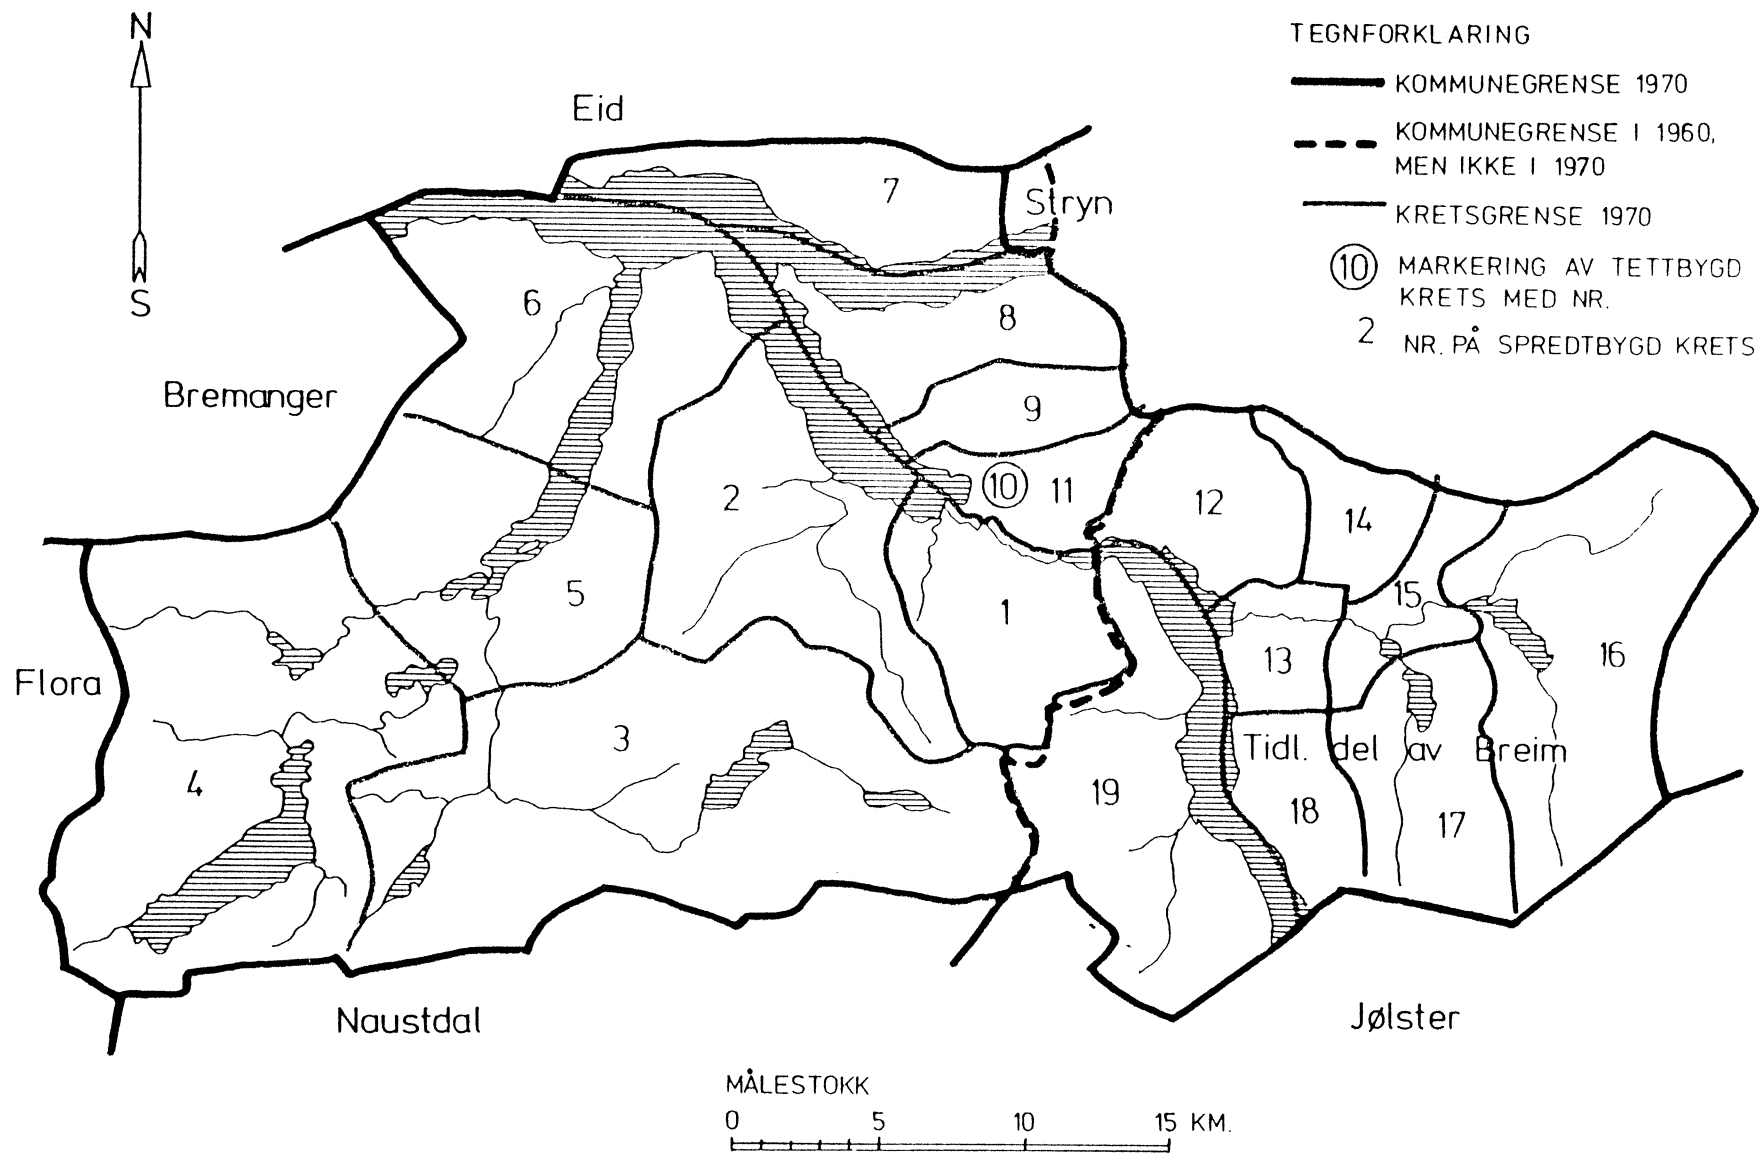 N
S
TEGNFORKLARING
KOMMUNEGRENSE 1970
KOMMUNEGRENSE I 1960,
MEN IKKE I 1970
KRETSGRENSE 1970
10 MARKERING AV TETTBYGD
KRETS MED NR.
2 NR. PÅ SPREDTBYGD KRETS
Eid
7
Stryn
6
8
Bremanger
9
2
10
11
12
14
5
1
15
13
16
Flora
3
4
Tidl. del av Breim
19
18
17
Naustdal
Jølster
MÅLESTOKK
0 5 10 15 KM.